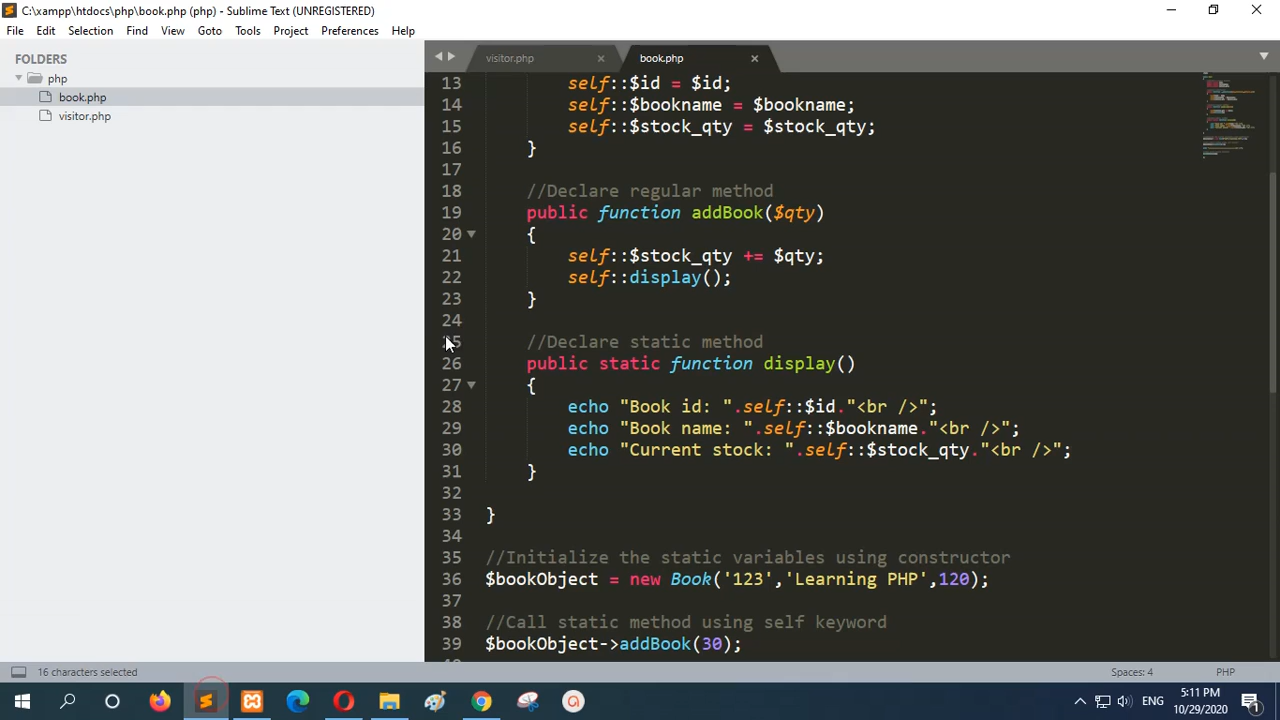 C:\xampp\htdocs\php\book.php (php) - Sublime Text (UNREGISTERED)
File Edit Selection Find View Goto Tools Project Preferences Help
FOLDERS
php
book.php
visitor.php
visitor.php book.php
13 self::$id = $id;
14 self::$bookname = $bookname;
15 self::$stock_qty = $stock_qty;
16 }
17
18 //Declare regular method
19 public function addBook($qty)
20 {
21 self::$stock_qty += $qty;
22 self::display();
23 }
24
25 //Declare static method
26 public static function display()
27 {
28 echo "Book id: ".self::$id."<br />";
29 echo "Book name: ".self::$bookname."<br />";
30 echo "Current stock: ".self::$stock_qty."<br />";
31 }
32
33 }
34
35 //Initialize the static variables using constructor
36 $bookObject = new Book('123','Learning PHP',120);
37
38 //Call static method using self keyword
39 $bookObject->addBook(30);
16 characters selected Spaces: 4 PHP
ENG 5:11 PM
10/29/2020 1